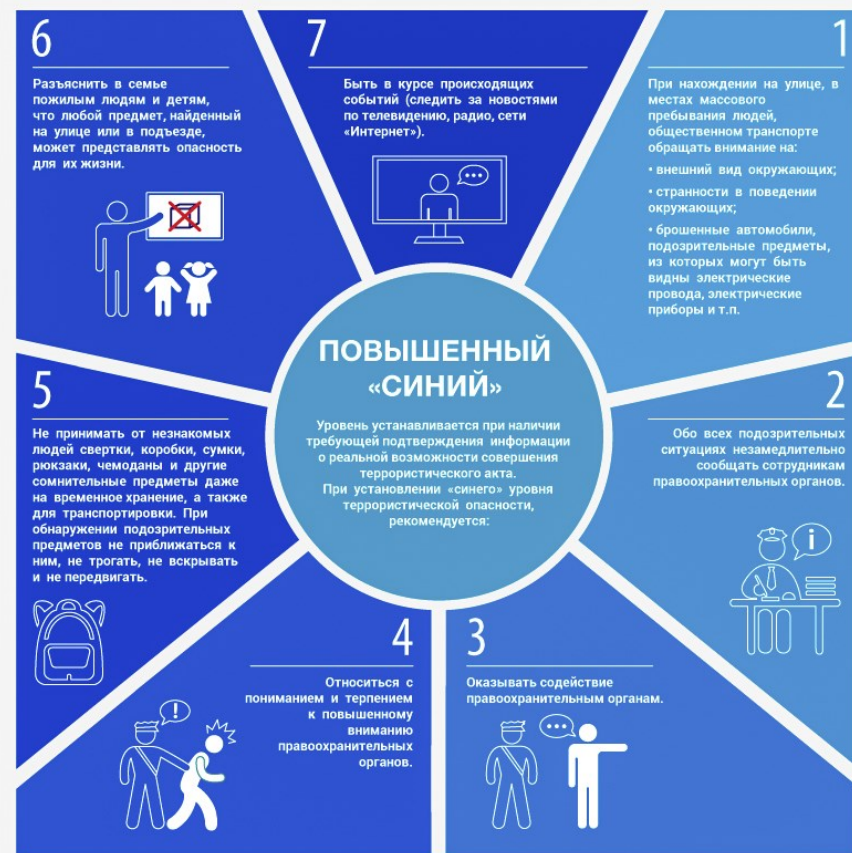 ПОВЫШЕННЫЙ
«СИНИЙ»
Уровень устанавливается при наличии
требующей подтверждения информации
о реальной возможности совершения
террористического акта.
При установлении «синего» уровня
террористической опасности,
рекомендуется:
1
При нахождении на улице, в
местах массового
пребывания людей,
общественном транспорте
обращать внимание на:
• внешний вид окружающих;
• странности в поведении
окружающих;
• брошенные автомобили,
подозрительные предметы,
из которых могут быть
видны электрические
провода, электрические
приборы и т.п.
2
Обо всех подозрительных
ситуациях незамедлительно
сообщать сотрудникам
правоохранительных органов.
i
3
Оказывать содействие
правоохранительным органам.
4
Относиться с
пониманием и терпением
к повышенному
вниманию
правоохранительных
органов.
!
5
Не принимать от незнакомых
людей свертки, коробки, сумки,
рюкзаки, чемоданы и другие
сомнительные предметы даже
на временное хранение, а также
для транспортировки. При
обнаружении подозрительных
предметов не приближаться к
ним, не трогать, не вскрывать
и не передвигать.
6
Разъяснить в семье
пожилым людям и детям,
что любой предмет, найденный
на улице или в подъезде,
может представлять опасность
для их жизни.
7
Быть в курсе происходящих
событий (следить за новостями
по телевидению, радио, сети
«Интернет»).